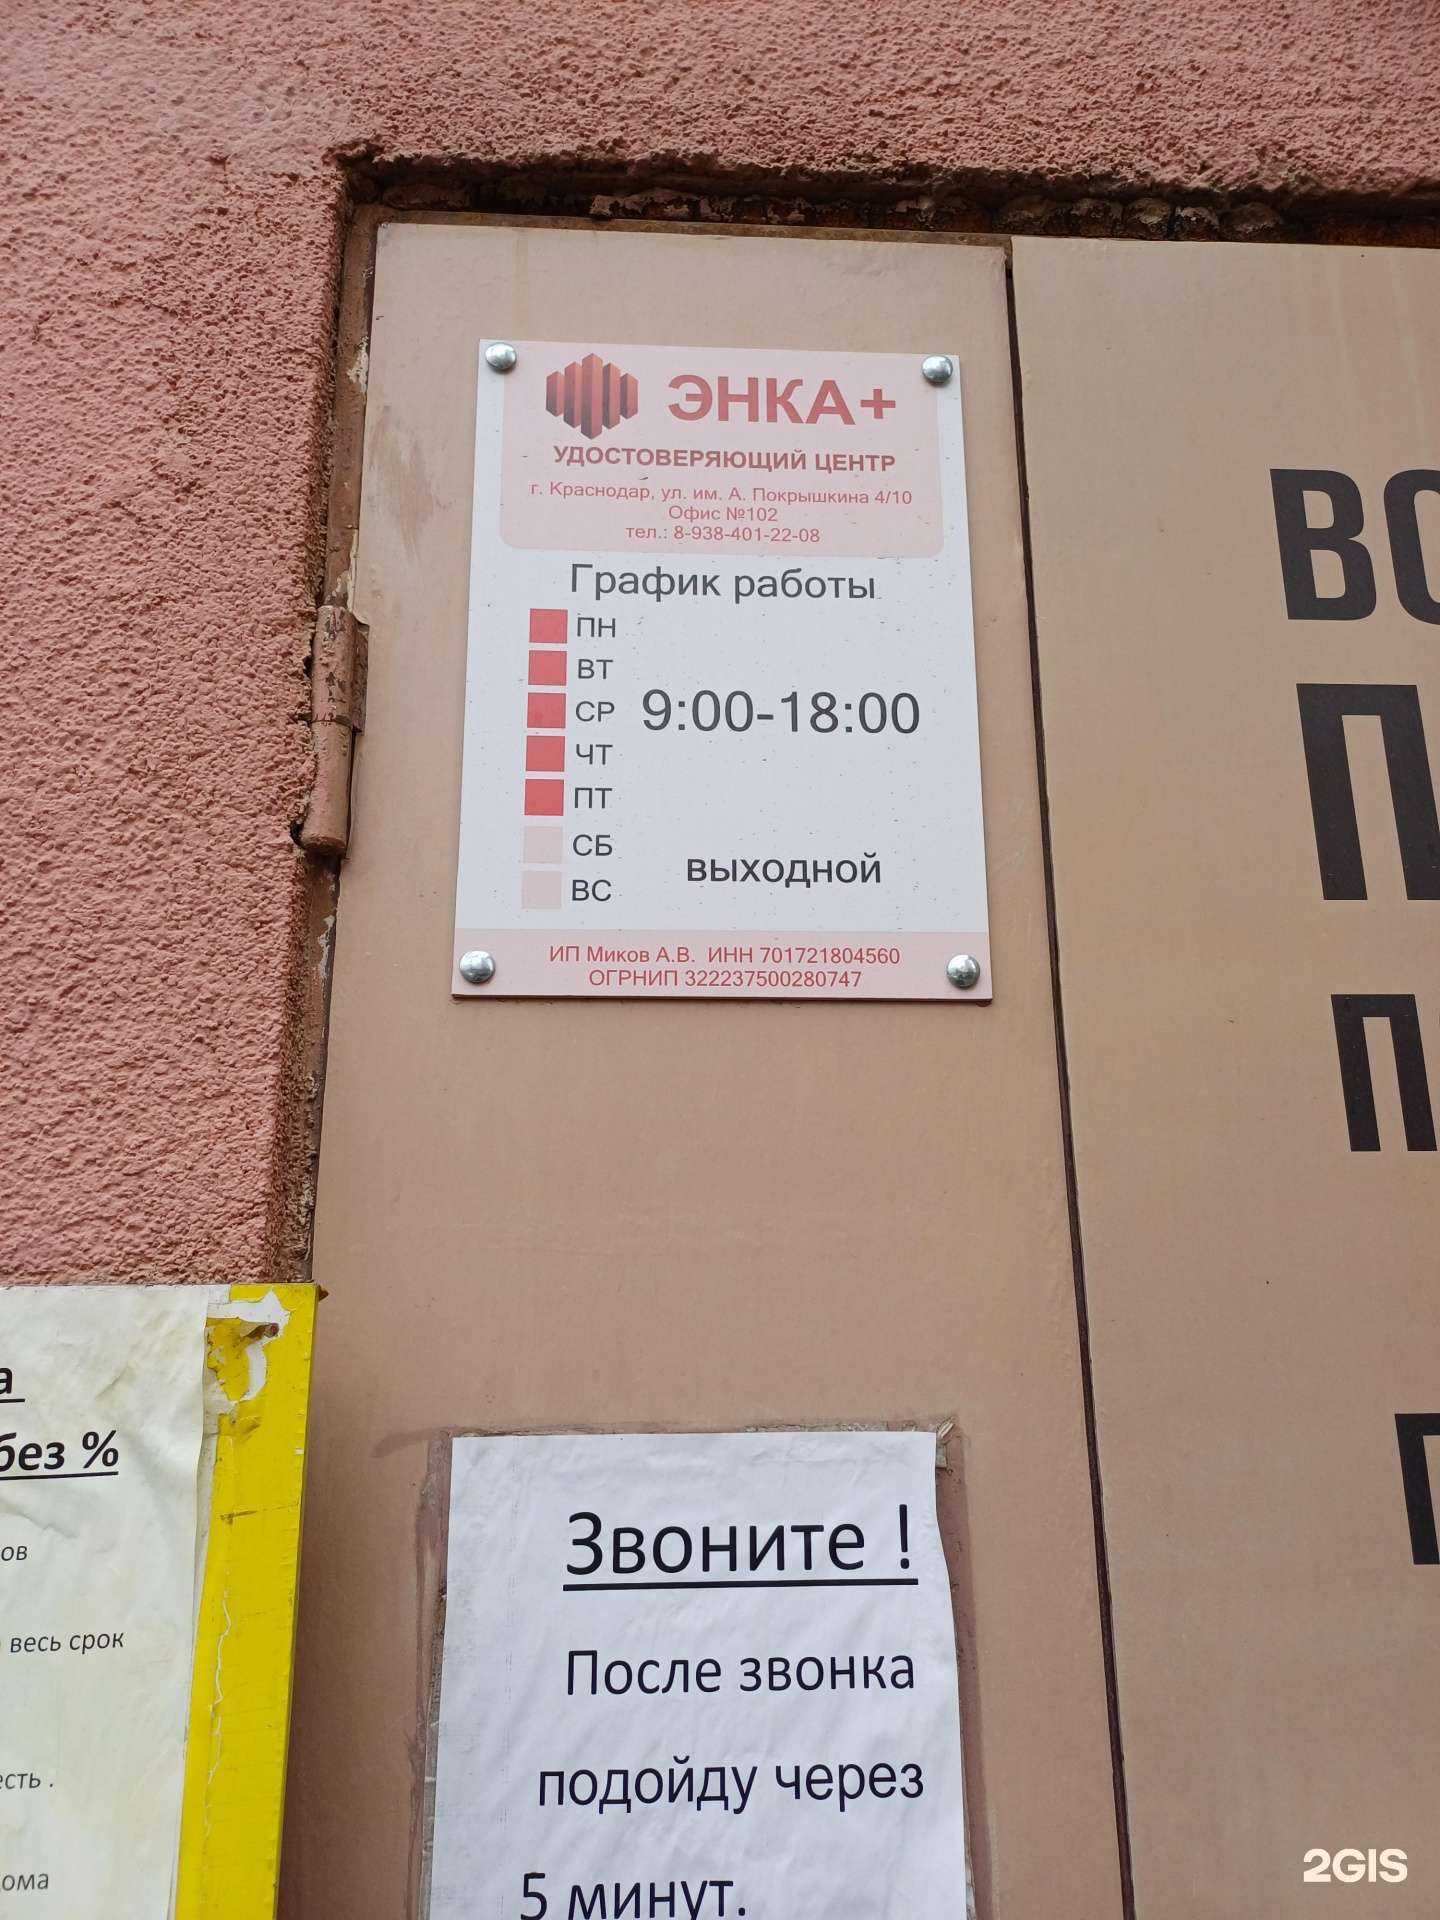 ЭНКА+
УДОСТОВЕРЯЮЩИЙ ЦЕНТР
г. Краснодар, ул. им. А. Покрышкина 4/10
Офис №102
тел.: 8-938-401-22-08
График работы
ПН
ВТ
СР 9:00-18:00
ЧТ
ПТ
СБ
выходной
ВС
ИП Миков А.В. ИНН 701721804560
ОГРНИП 322237500280747
без %
весь срок
Звоните !
После звонка
подойду через
5 минут.
2GIS